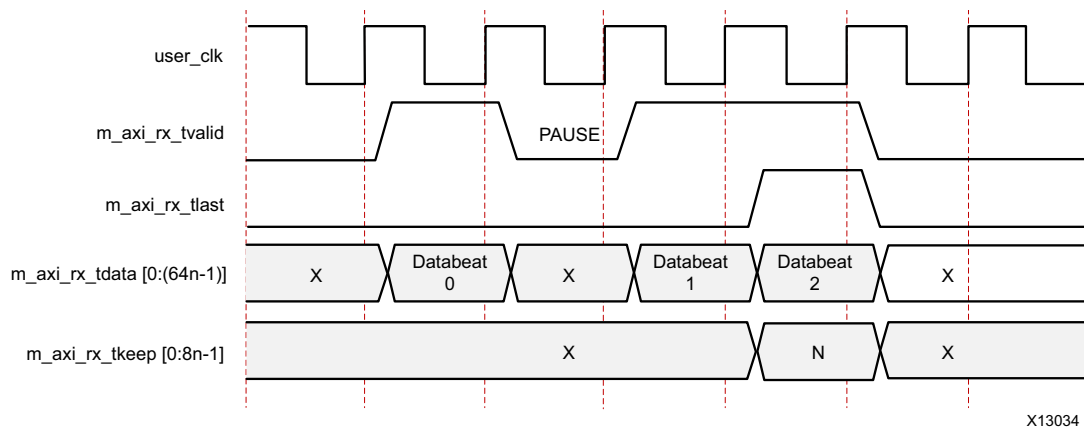 user_clk
m_axi_rx_tvalid
PAUSE
m_axi_rx_tlast
m_axi_rx_tdata [0:(64n-1)]
X
Databeat
0
X
Databeat
1
Databeat
2
X
m_axi_rx_tkeep [0:8n-1]
X
N
X
X13034